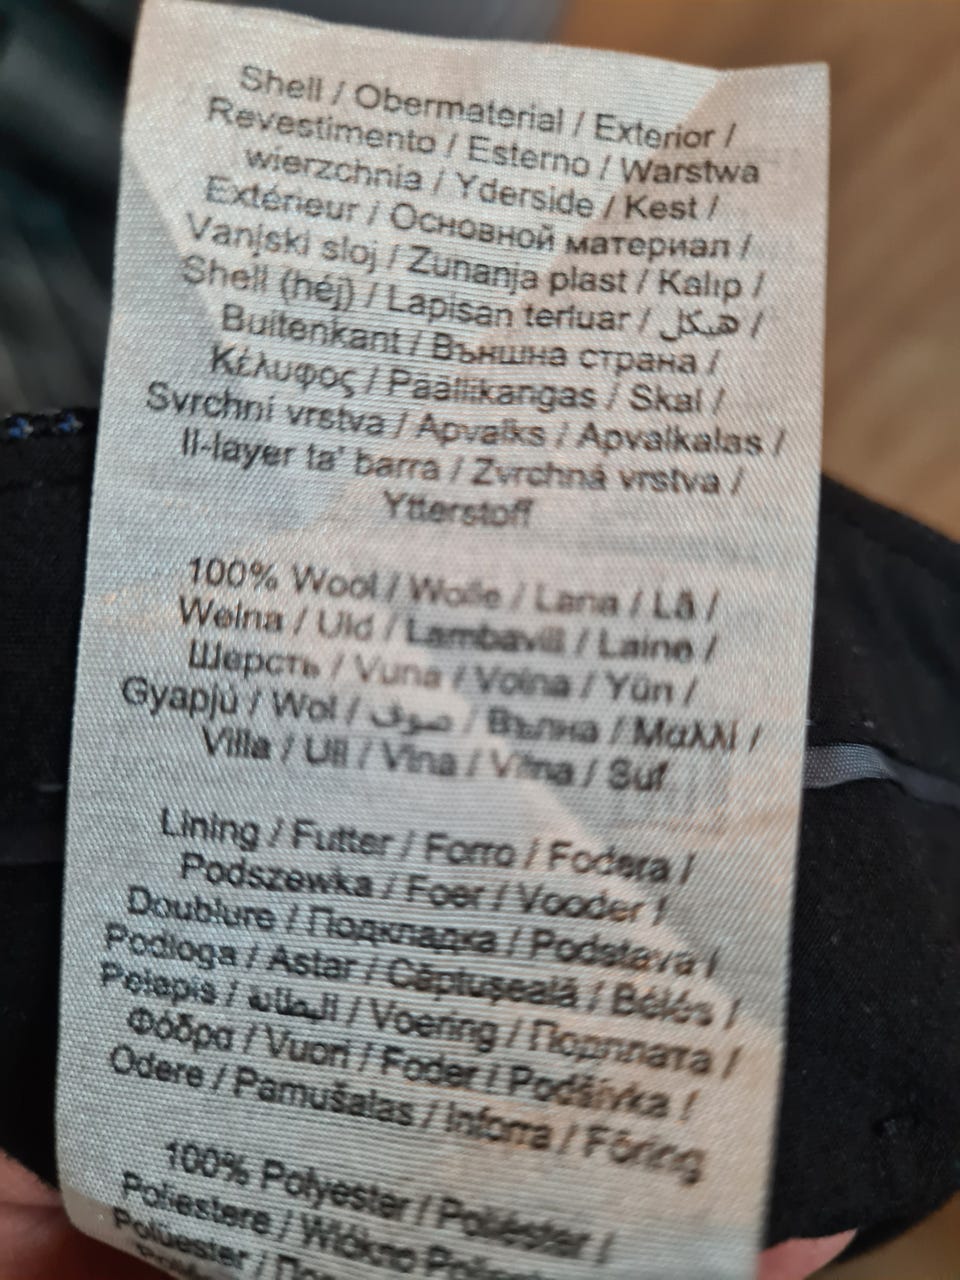 Shell / Obermaterial / Exterior /
Revestimento / Esterno / Warstwa
wierzchnia / Yderside / Kest /
Extérieur / Основной материал /
Vanjski sloj / Zunanja plast / Kalıp /
Shell (héj) / Lapisan terluar / هيكل /
Buitenkant / Външна страна /
Κέλυφος / Päällikangas / Skal /
Svrchní vrstva / Apvalks / Apvalkalas /
Il-layer ta' barra / Zvrchná vrstva /
Ytterstoff
100% Wool / Wolle / Lana / Lã /
Wełna / Uld / Lambavill / Laine /
Шерсть / Vuna / Volna / Yün /
Gyapjú / Wol / صوف / Вълна / Μαλλί /
Villa / Ull / Vlna / Vilna / Suf
Lining / Futter / Forro / Fodera /
Podszewka / Foer / Vooder /
Doublure / Подкладка / Podstava /
Podloga / Astar / Căptușeală / Bélés /
Pelapis / البطانة / Voering / Подплата /
Φόδρα / Vuori / Foder / Podšívka /
Odere / Pamušalas / Inforra / Fôring
100% Polyester / Poliéster /
Poliestere / Włókno
Polüester /